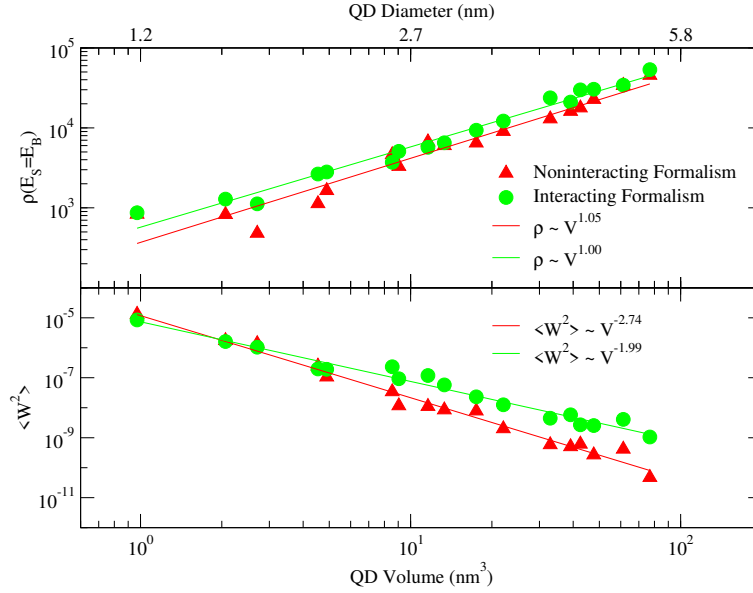 QD Diameter (nm)
1.2 2.7 5.8
10^5
10^4
10^3
ρ(E_S=E_B)
Noninteracting Formalism
Interacting Formalism
ρ ~ V^1.05
ρ ~ V^1.00
10^-5
10^-7
10^-9
10^-11
<W^2>
<W^2> ~ V^-2.74
<W^2> ~ V^-1.99
10^0 10^1 10^2
QD Volume (nm^3)